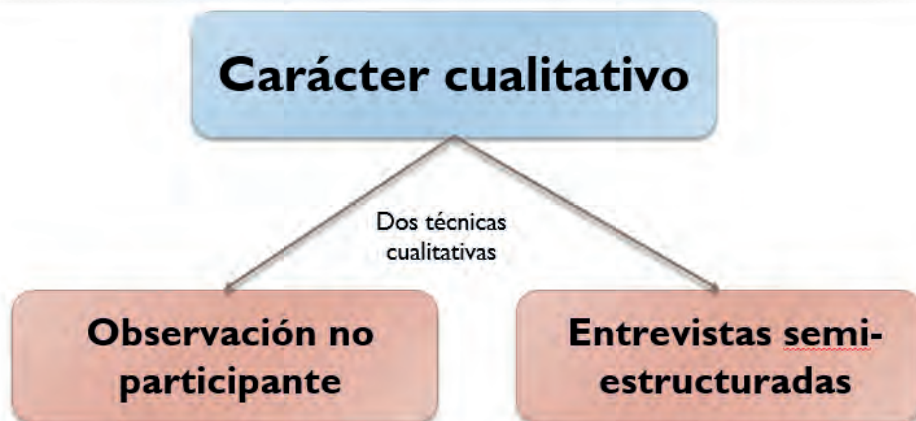 Carácter cualitativo
Dos técnicas
cualitativas
Observación no
participante
Entrevistas semi-
estructuradas